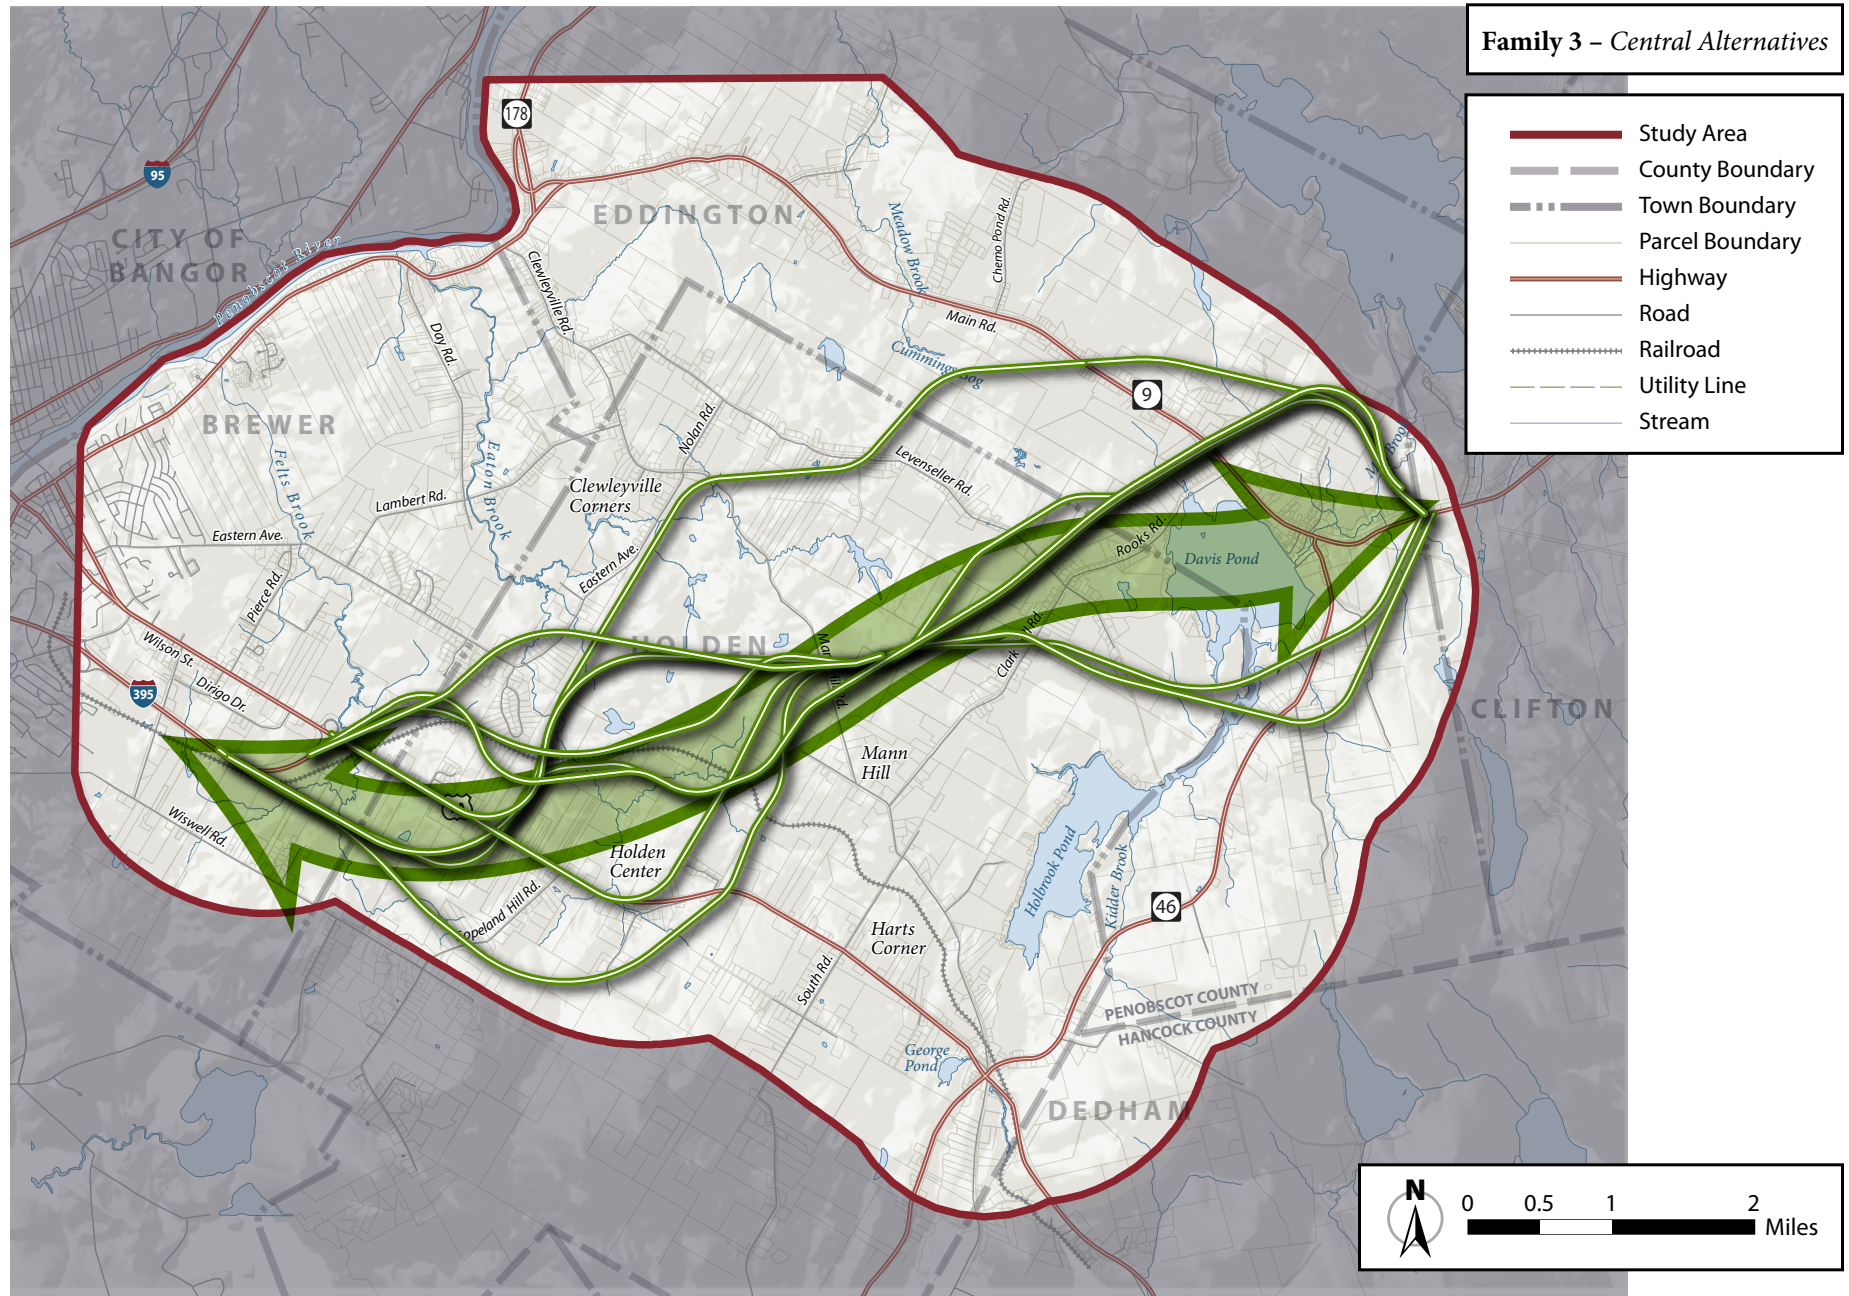 Family 3 – Central Alternatives
Study Area
County Boundary
Town Boundary
Parcel Boundary
Highway
Road
Railroad
Utility Line
Stream
178
95
EDDINGTON
CITY OF
BANGOR
Penobscot River
Meadow Brook
Chemo Pond Rd.
Clewleyville Rd.
Main Rd.
Day Rd.
Cummings Bog
9
BREWER
Nolan Rd.
Felts Brook
Eaton Brook
Levenseller Rd.
Clewleyville
Corners
Lambert Rd.
Eastern Ave.
Rooks Rd.
Davis Pond
Eastern Ave.
Pierce Rd.
HOLDEN
Wilson St.
Clark
Rd.
Dirigo Dr.
395
CLIFTON
Mann
Hill
Wiswell Rd.
Holden
Center
Holbrook Pond
Kidder Brook
Copeland Hill Rd.
46
Harts
Corner
South Rd.
PENOBSCOT COUNTY
HANCOCK COUNTY
George
Pond
DEDHAM
N
0 0.5 1 2
Miles